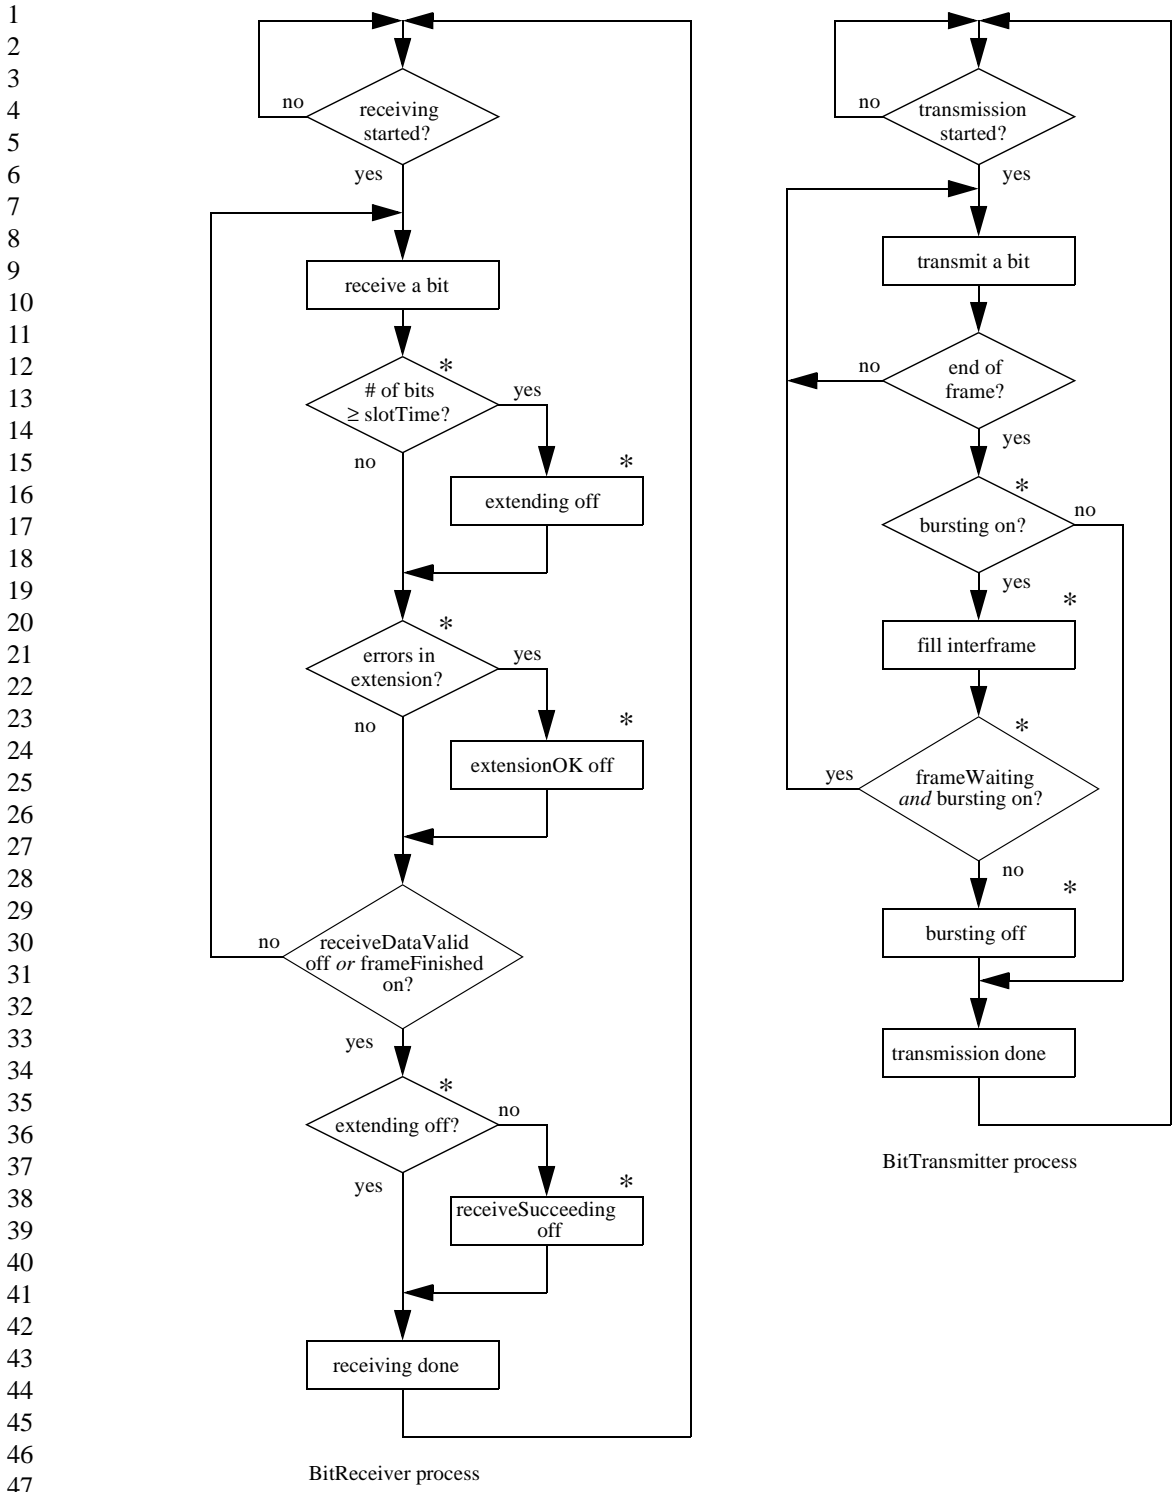 1
2
3
4
5
6
7
8
9
10
11
12
13
14
15
16
17
18
19
20
21
22
23
24
25
26
27
28
29
30
31
32
33
34
35
36
37
38
39
40
41
42
43
44
45
46
47
no
receiving
started?
yes
receive a bit
*
# of bits
≥ slotTime?
yes
no
*
extending off
*
errors in
extension?
yes
no
*
extensionOK off
no
receiveDataValid
off or frameFinished
on?
yes
*
extending off?
no
yes
*
receiveSucceeding
off
receiving done
BitReceiver process
no
transmission
started?
yes
transmit a bit
no
end of
frame?
yes
*
bursting on?
no
yes
*
fill interframe
*
yes
frameWaiting
and bursting on?
no
*
bursting off
transmission done
BitTransmitter process